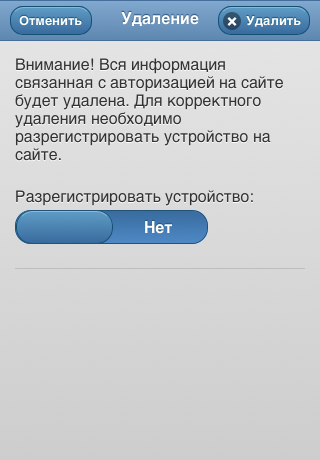 Отменить
Удаление
Удалить
Внимание! Вся информация
связанная с авторизацией на сайте
будет удалена. Для корректного
удаления необходимо
разрегистрировать устройство на
сайте.
Разрегистрировать устройство:
Нет